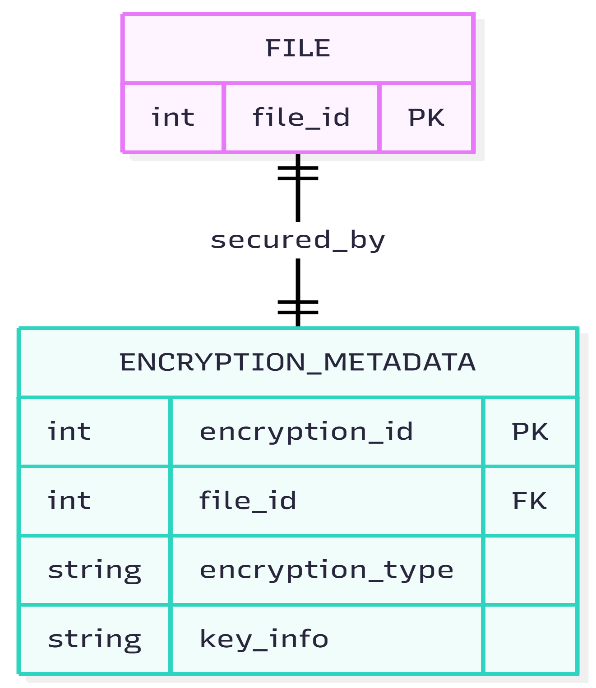 FILE
int file_id PK
secured_by
ENCRYPTION_METADATA
int encryption_id PK
int file_id FK
string encryption_type
string key_info